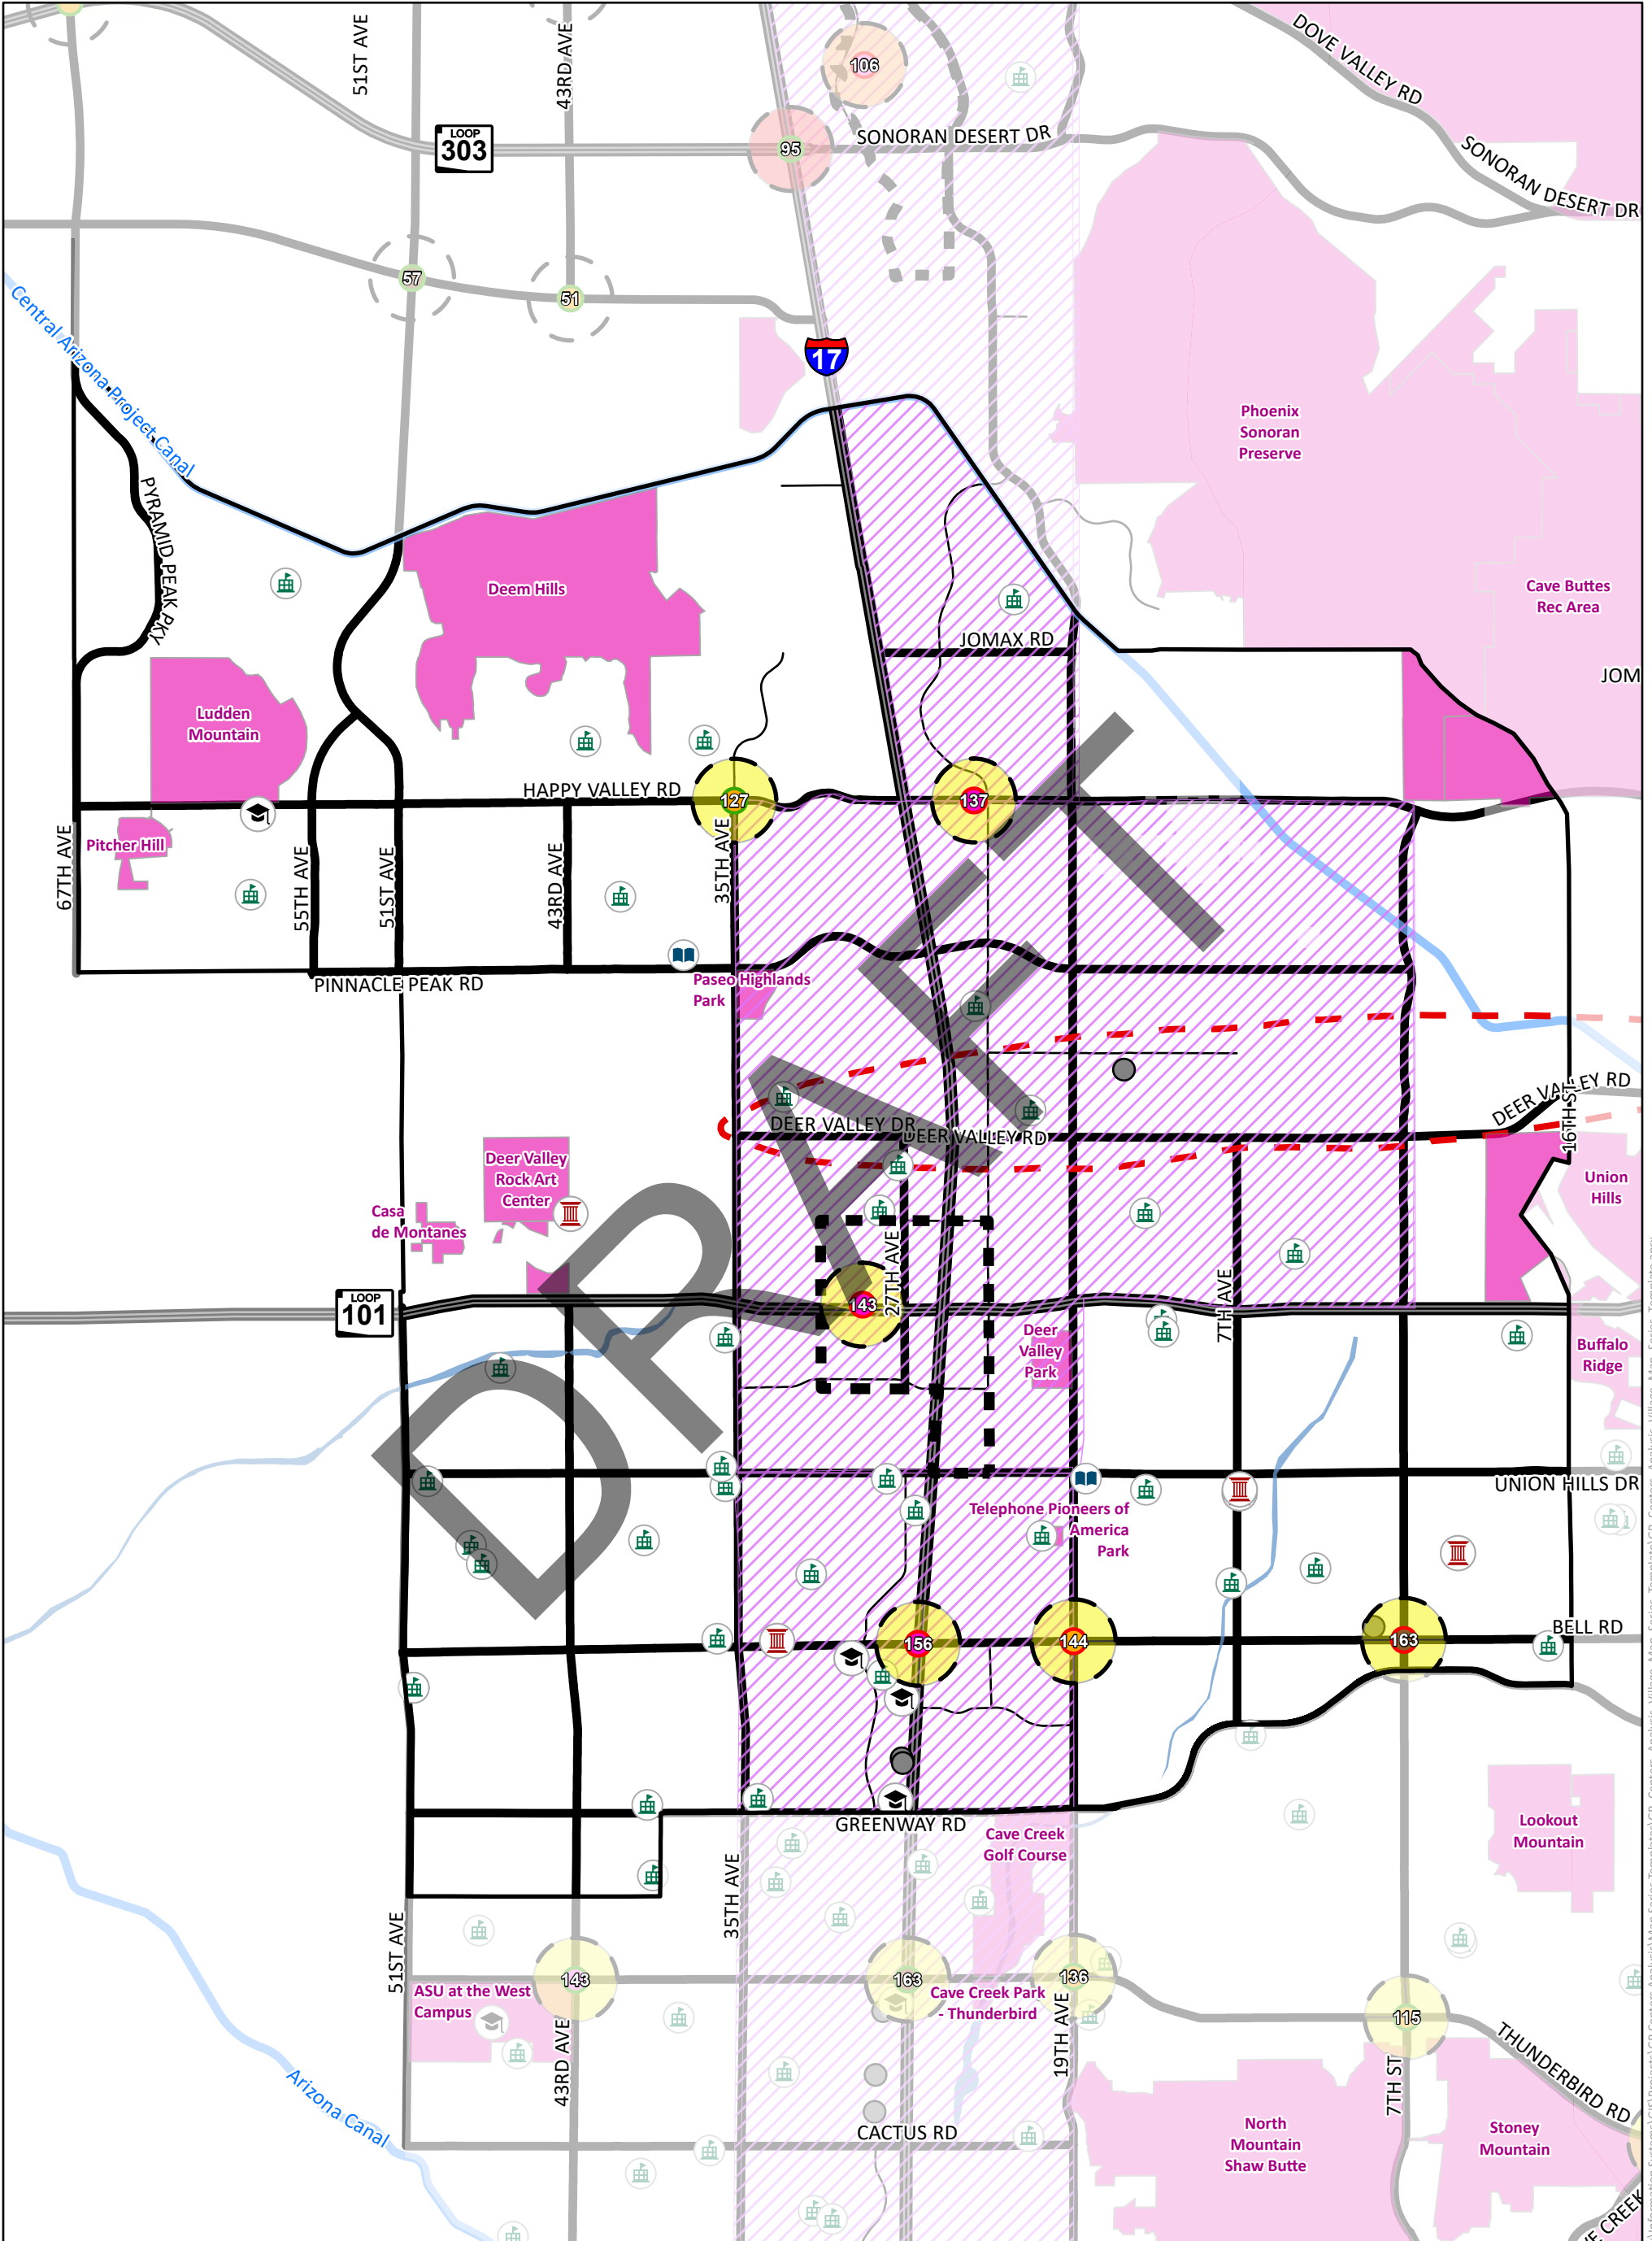 51ST AVE
43RD AVE
DOVE VALLEY RD
106
LOOP
303
95
SONORAN DESERT DR
SONORAN DESERT DR
57
51
Central Arizona Project Canal
17
Phoenix
Sonoran
Preserve
PYRAMID PEAK PKY
Deem Hills
Cave Buttes
Rec Area
JOMAX RD
JOM
Ludden
Mountain
HAPPY VALLEY RD
127
137
67TH AVE
Pitcher Hill
55TH AVE
51ST AVE
43RD AVE
35TH AVE
PINNACLE PEAK RD
Paseo Highlands
Park
DRAFT
DEER VALLEY DR
DEER VALLEY RD
DEER VALLEY RD
16TH ST
Deer Valley
Rock Art
Center
Union
Hills
Casa
de Montanes
27TH AVE
7TH AVE
LOOP
101
143
Deer
Valley
Park
Buffalo
Ridge
UNION HILLS DR
Telephone Pioneers of
America
Park
156
144
163
BELL RD
GREENWAY RD
Cave Creek
Golf Course
Lookout
Mountain
35TH AVE
51ST AVE
143
163
136
ASU at the West
Campus
Cave Creek Park
- Thunderbird
115
43RD AVE
19TH AVE
7TH ST
THUNDERBIRD RD
Arizona Canal
CACTUS RD
North
Mountain
Shaw Butte
Stoney
Mountain
E CREEK